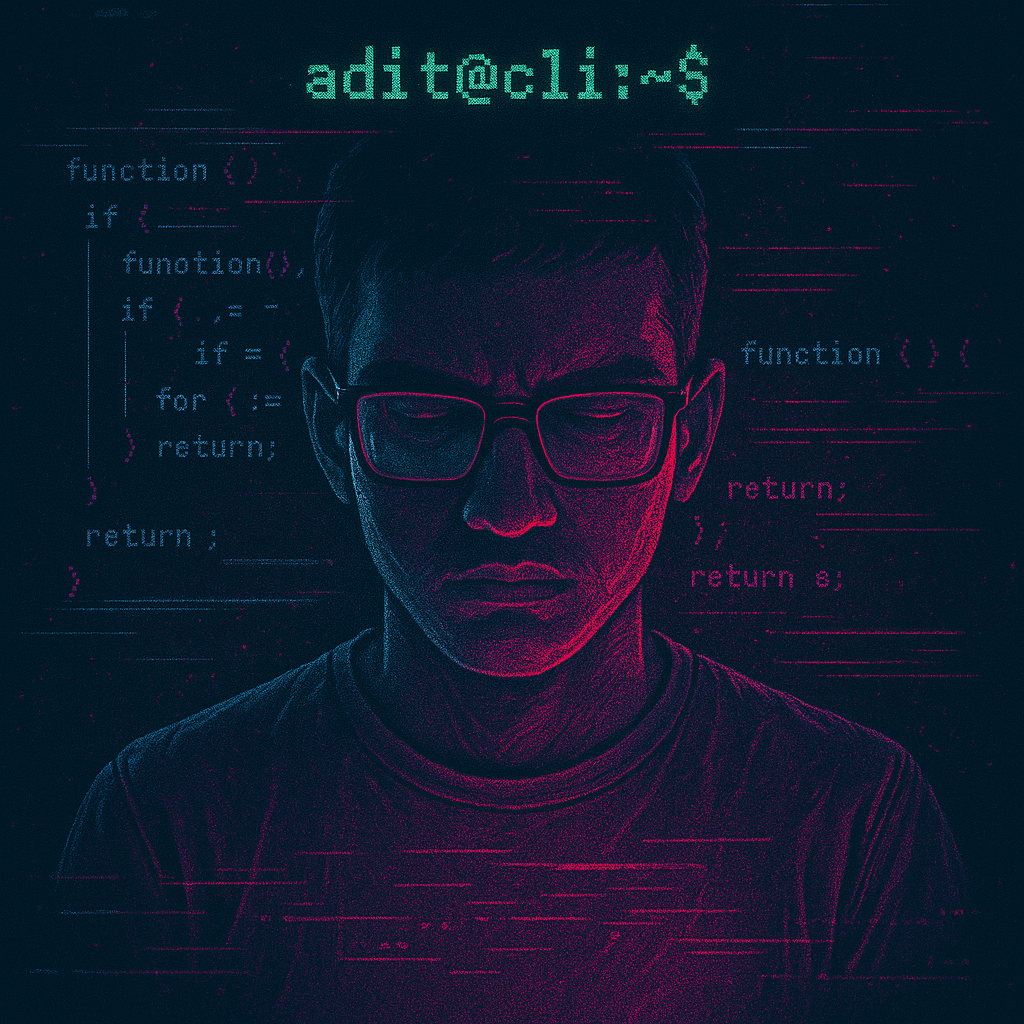 adit@cli:~$
function {}
if {
funotion(),
if { .,= -
if = {
for { :=
} return;
}
return ;
}
function { } {
return;
};
return s;